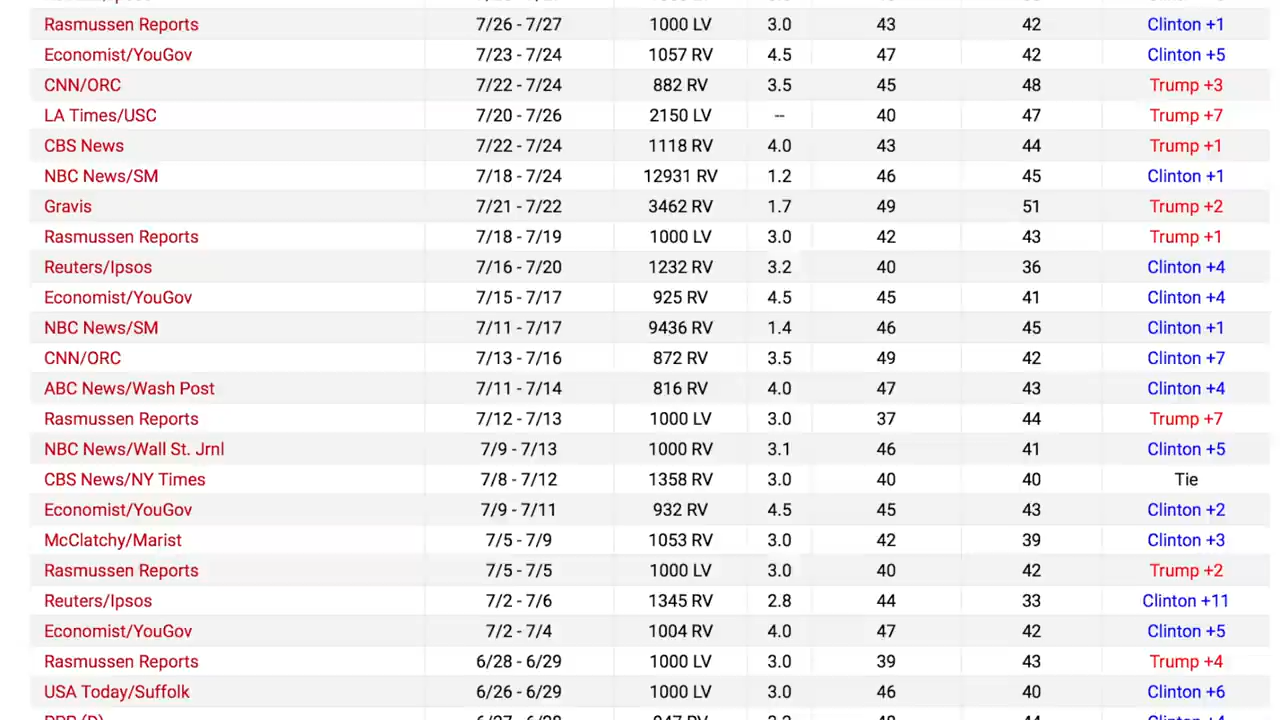 Rasmussen Reports 7/26 - 7/27 1000 LV 3.0 43 42 Clinton +1
Economist/YouGov 7/23 - 7/24 1057 RV 4.5 47 42 Clinton +5
CNN/ORC 7/22 - 7/24 882 RV 3.5 45 48 Trump +3
LA Times/USC 7/20 - 7/26 2150 LV -- 40 47 Trump +7
CBS News 7/22 - 7/24 1118 RV 4.0 43 44 Trump +1
NBC News/SM 7/18 - 7/24 12931 RV 1.2 46 45 Clinton +1
Gravis 7/21 - 7/22 3462 RV 1.7 49 51 Trump +2
Rasmussen Reports 7/18 - 7/19 1000 LV 3.0 42 43 Trump +1
Reuters/Ipsos 7/16 - 7/20 1232 RV 3.2 40 36 Clinton +4
Economist/YouGov 7/15 - 7/17 925 RV 4.5 45 41 Clinton +4
NBC News/SM 7/11 - 7/17 9436 RV 1.4 46 45 Clinton +1
CNN/ORC 7/13 - 7/16 872 RV 3.5 49 42 Clinton +7
ABC News/Wash Post 7/11 - 7/14 816 RV 4.0 47 43 Clinton +4
Rasmussen Reports 7/12 - 7/13 1000 LV 3.0 37 44 Trump +7
NBC News/Wall St. Jrnl 7/9 - 7/13 1000 RV 3.1 46 41 Clinton +5
CBS News/NY Times 7/8 - 7/12 1358 RV 3.0 40 40 Tie
Economist/YouGov 7/9 - 7/11 932 RV 4.5 45 43 Clinton +2
McClatchy/Marist 7/5 - 7/9 1053 RV 3.0 42 39 Clinton +3
Rasmussen Reports 7/5 - 7/5 1000 LV 3.0 40 42 Trump +2
Reuters/Ipsos 7/2 - 7/6 1345 RV 2.8 44 33 Clinton +11
Economist/YouGov 7/2 - 7/4 1004 RV 4.0 47 42 Clinton +5
Rasmussen Reports 6/28 - 6/29 1000 LV 3.0 39 43 Trump +4
USA Today/Suffolk 6/26 - 6/29 1000 LV 3.0 46 40 Clinton +6